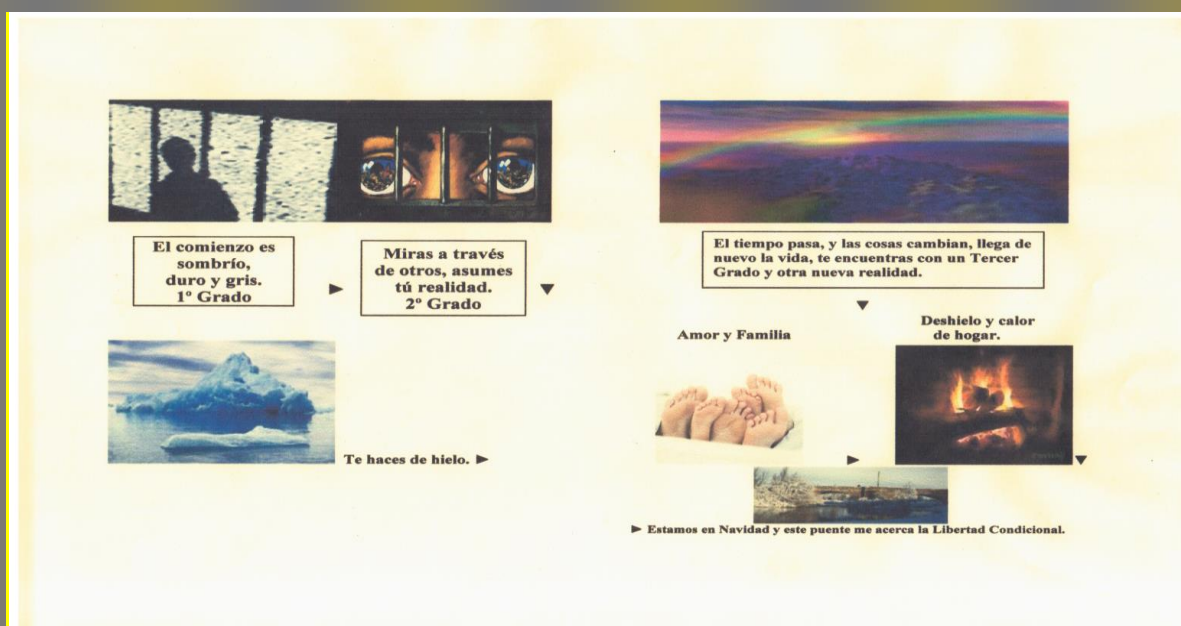 El comienzo es
sombrío,
duro y gris.
1º Grado
►
Miras a través
de otros, asumes
tú realidad.
2º Grado
▼
Te haces de hielo. ►
El tiempo pasa, y las cosas cambian, llega de
nuevo la vida, te encuentras con un Tercer
Grado y otra nueva realidad.
▼
Amor y Familia
►
Deshielo y calor
de hogar.
▼
► Estamos en Navidad y este puente me acerca la Libertad Condicional.